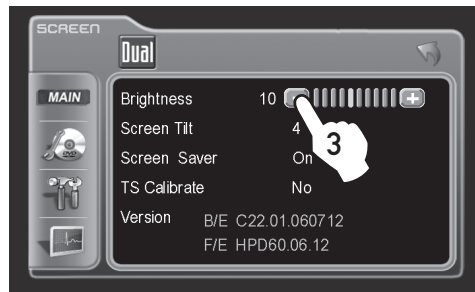 SCREEN
Dual
MAIN
Brightness 10 - +
Screen Tilt 4
Screen Saver On
TS Calibrate No
Version B/E C22.01.060712
F/E HPD60.06.12
3
DVD